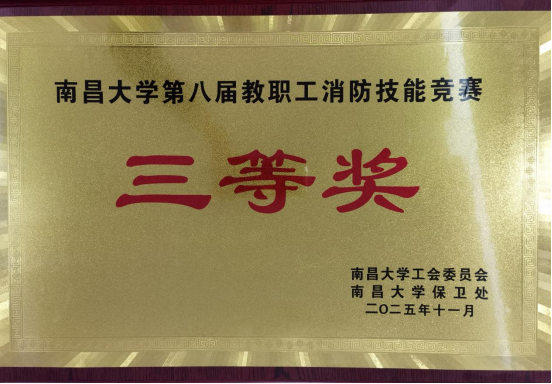 南昌大学第八届教职工消防技能竞赛
三等奖
南昌大学工会委员会
南昌大学保卫处
二〇二五年十一月